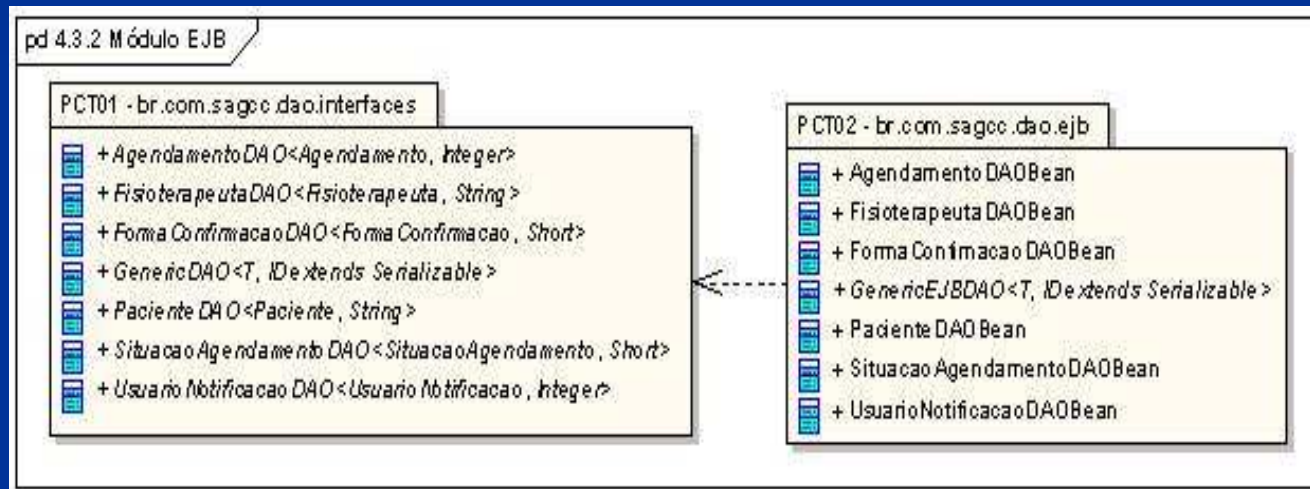 pd 4.3.2 Módulo EJB
PCT01 - br.com.sagcc.dao.interfaces
+ AgendamentoDAO<Agendamento, Integer>
+ FisioterapeutaDAO<Fisioterapeuta, String>
+ FormaConfirmacaoDAO<FormaConfirmacao, Short>
+ GenericDAO<T, ID extends Serializable>
+ PacienteDAO<Paciente, String>
+ SituacaoAgendamentoDAO<SituacaoAgendamento, Short>
+ UsuarioNotificacaoDAO<UsuarioNotificacao, Integer>
PCT02 - br.com.sagcc.dao.ejb
+ AgendamentoDAOBean
+ FisioterapeutaDAOBean
+ FormaConfirmacaoDAOBean
+ GenericEJBDAO<T, ID extends Serializable>
+ PacienteDAOBean
+ SituacaoAgendamentoDAOBean
+ UsuarioNotificacaoDAOBean